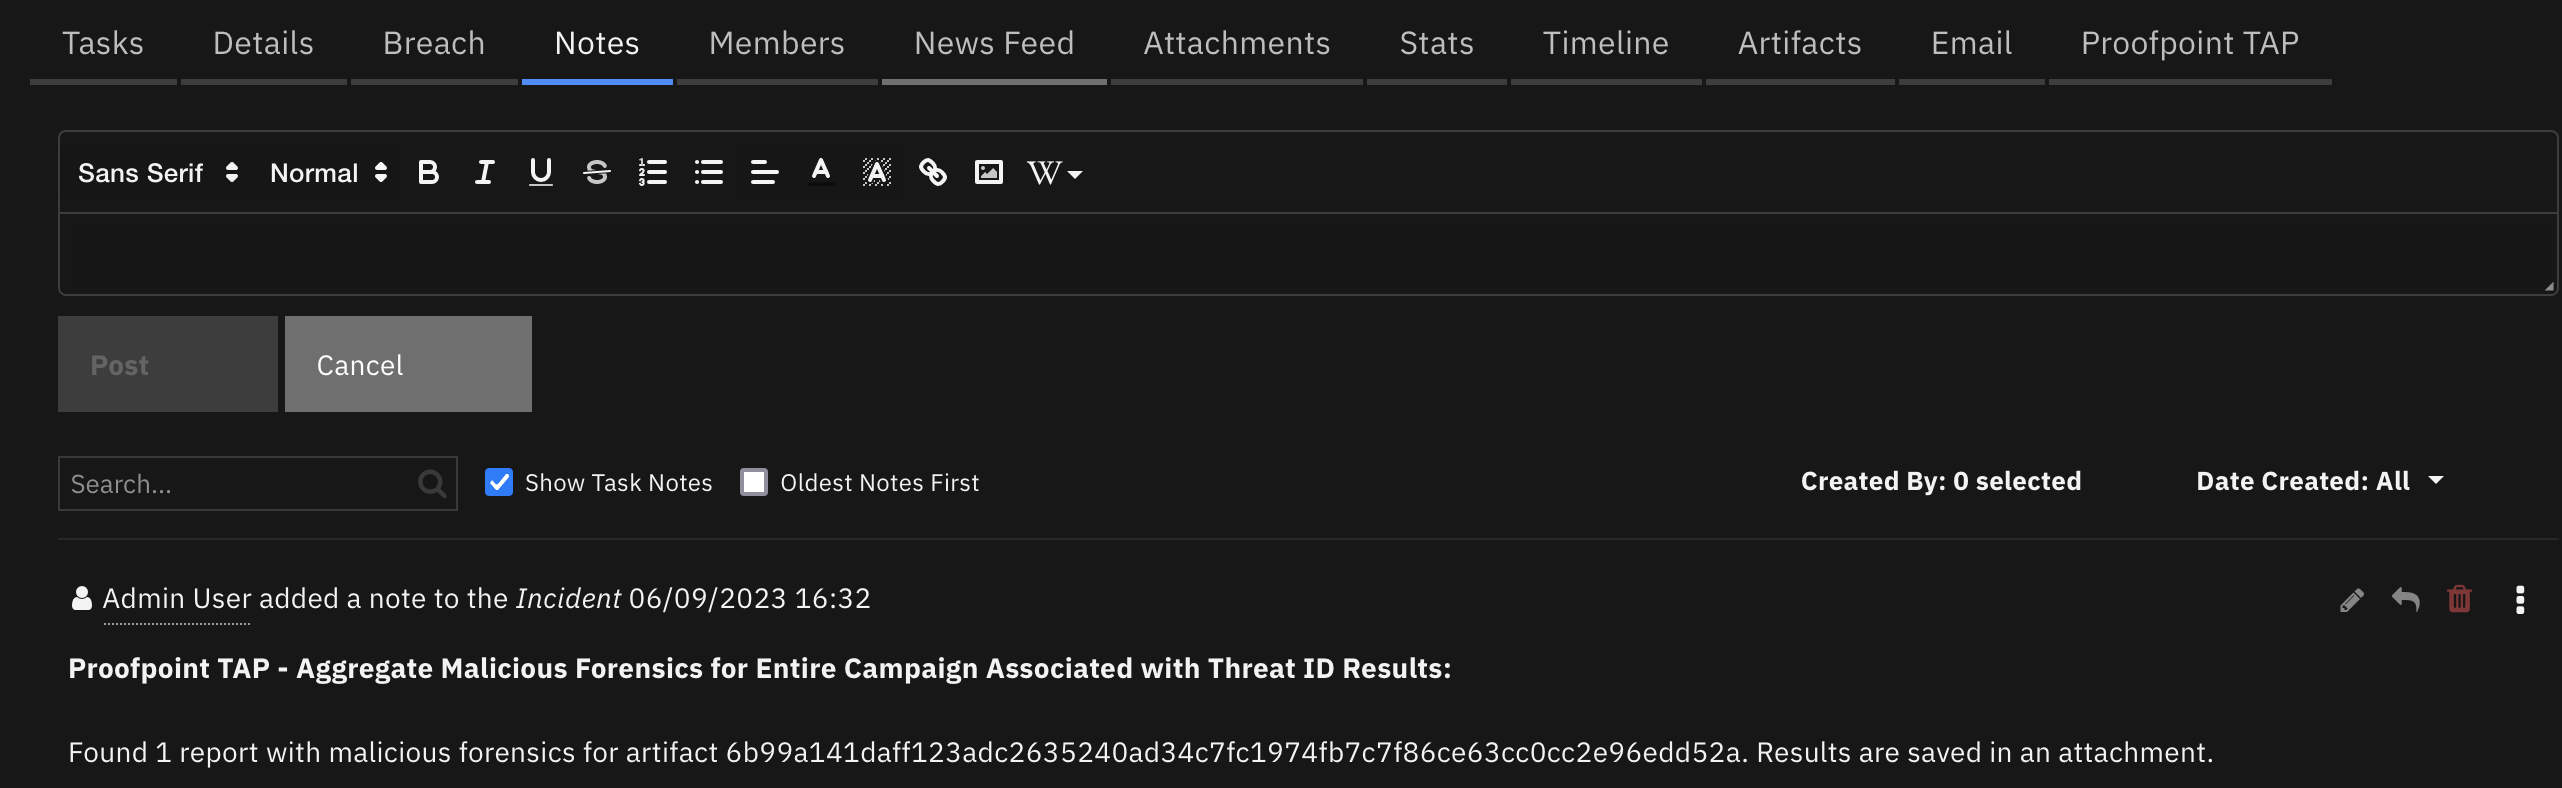 Tasks Details Breach Notes Members News Feed Attachments Stats Timeline Artifacts Email Proofpoint TAP
Sans Serif Normal B I U S A A W
Post Cancel
Search... Show Task Notes Oldest Notes First Created By: 0 selected Date Created: All
Admin User added a note to the Incident 06/09/2023 16:32
Proofpoint TAP - Aggregate Malicious Forensics for Entire Campaign Associated with Threat ID Results:
Found 1 report with malicious forensics for artifact 6b99a141daff123adc2635240ad34c7fc1974fb7c7f86ce63cc0cc2e96edd52a. Results are saved in an attachment.